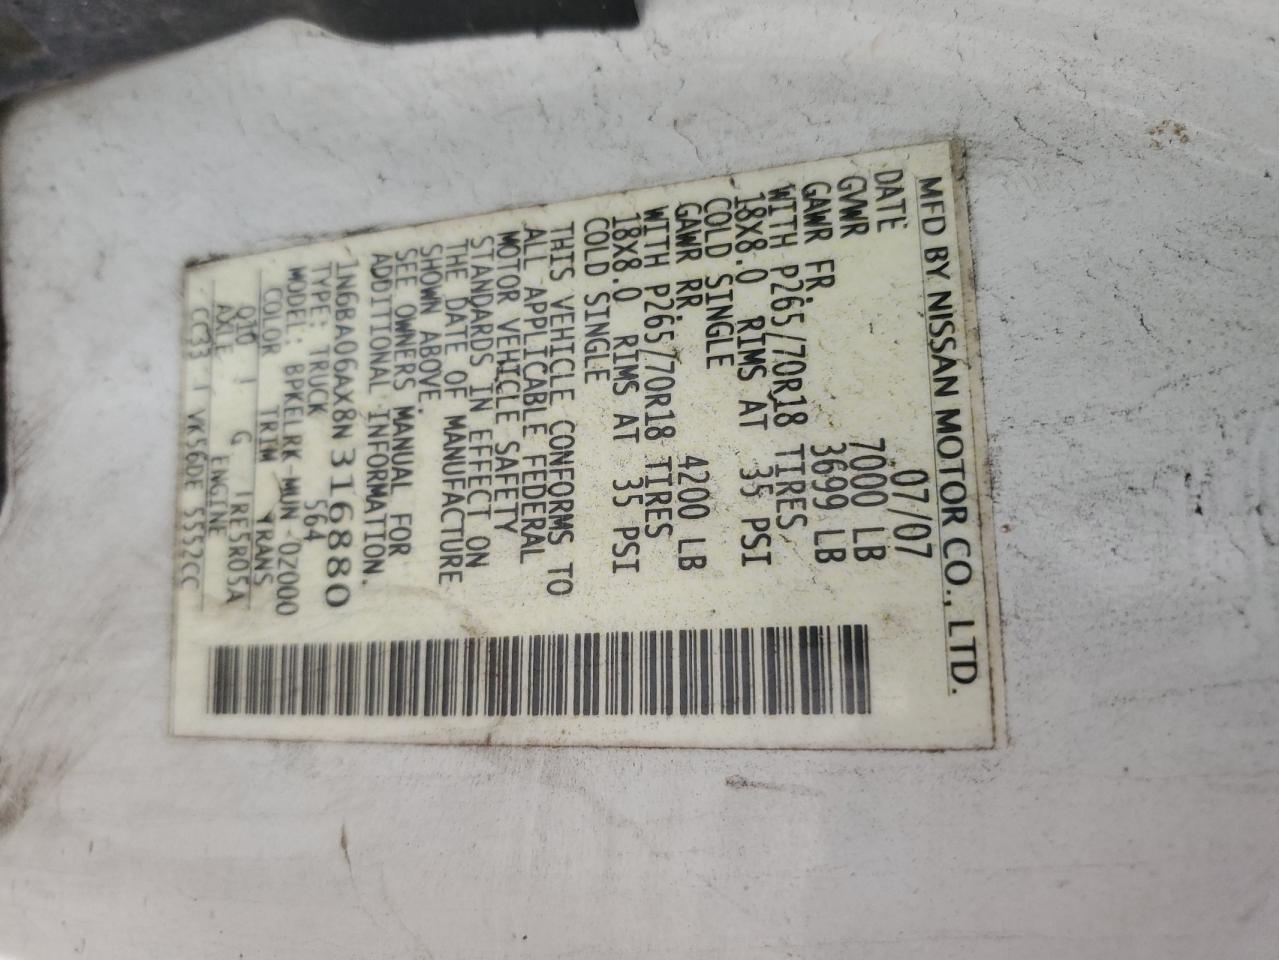 MFD BY NISSAN MOTOR CO., LTD.
DATE 07/07
GVWR 7000 LB
GAWR FR. 3699 LB
WITH P265/70R18 TIRES
18X8.0 RIMS AT 35 PSI
COLD SINGLE
GAWR RR. 4200 LB
WITH P265/70R18 TIRES
18X8.0 RIMS AT 35 PSI
COLD SINGLE
THIS VEHICLE CONFORMS TO
ALL APPLICABLE FEDERAL
MOTOR VEHICLE SAFETY
STANDARDS IN EFFECT ON
THE DATE OF MANUFACTURE
SHOWN ABOVE.
SEE OWNERS MANUAL FOR
ADDITIONAL INFORMATION.
1N6BA06AX8N316880
TYPE: TRUCK 564
MODEL: BPKELRK-MUN-02000
COLOR TRIM TRANS
Q10 I G I RE5R05A
AXLE ENGINE
CC33 I VK56DE 5552CC